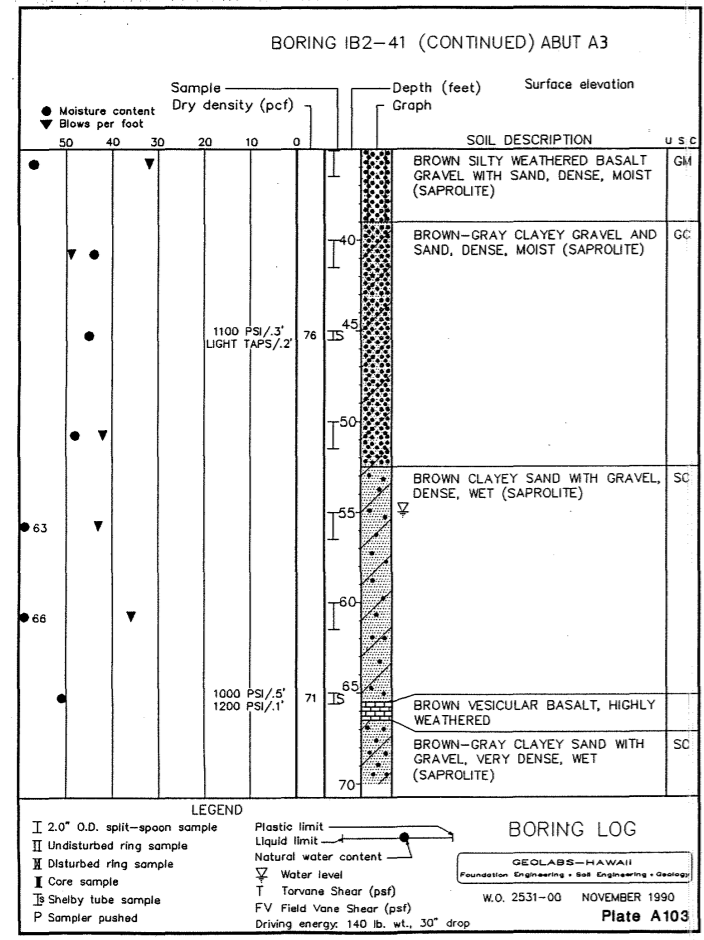 BORING IB2-41 (CONTINUED) ABUT A3
Sample
Depth (feet)
Surface elevation
Moisture content
Dry density (pcf)
Graph
Blows per foot
50 40 30 20 10 0
SOIL DESCRIPTION
U S C
BROWN SILTY WEATHERED BASALT
GRAVEL WITH SAND, DENSE, MOIST
(SAPROLITE)
GM
40
BROWN-GRAY CLAYEY GRAVEL AND
SAND, DENSE, MOIST (SAPROLITE)
GC
1100 PSI/.3'
LIGHT TAPS/.2'
76
S
45
50
BROWN CLAYEY SAND WITH GRAVEL,
DENSE, WET (SAPROLITE)
SC
55
63
60
66
1000 PSI/.5'
1200 PSI/.1'
71
S
65
BROWN VESICULAR BASALT, HIGHLY
WEATHERED
BROWN-GRAY CLAYEY SAND WITH
GRAVEL, VERY DENSE, WET
(SAPROLITE)
SC
70
LEGEND
2.0" O.D. split-spoon sample
Undisturbed ring sample
Disturbed ring sample
Core sample
S Shelby tube sample
P Sampler pushed
Plastic limit
Liquid limit
Natural water content
Water level
T Torvane Shear (psf)
FV Field Vane Shear (psf)
Driving energy: 140 lb. wt., 30" drop
BORING LOG
GEOLABS-HAWAII
Foundation Engineering • Soil Engineering • Geology
W.O. 2531-00 NOVEMBER 1990
Plate A103